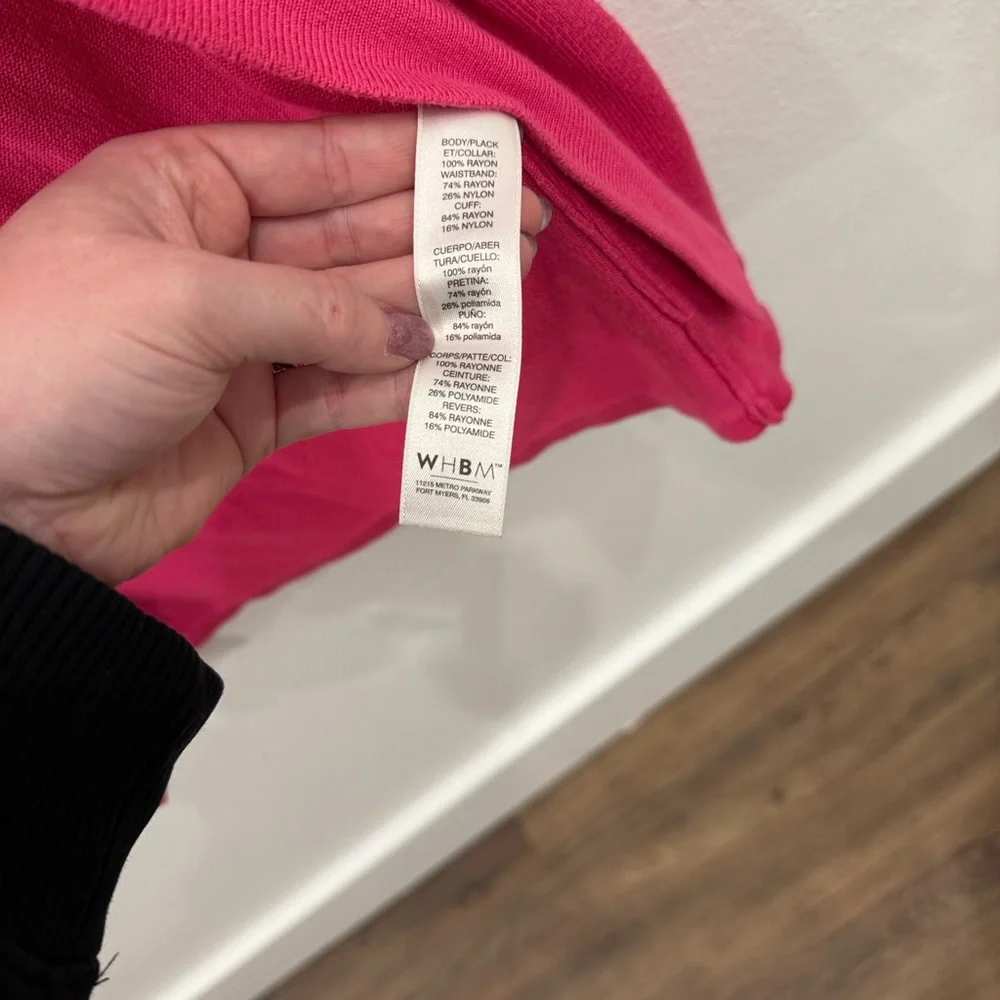 BODY/PLACK
ET/COLLAR:
100% RAYON
WAISTBAND:
74% RAYON
26% NYLON
CUFF:
84% RAYON
16% NYLON
CUERPO/ABER
TURA/CUELLO:
100% rayón
PRETINA:
74% rayón
26% poliamida
PUÑO:
84% rayón
16% poliamida
CORPS/PATTE/COL:
100% RAYONNE
CEINTURE:
74% RAYONNE
26% POLYAMIDE
REVERS:
84% RAYONNE
16% POLYAMIDE
WHBM™
11215 METRO PARKWAY
FORT MYERS, FL 33966